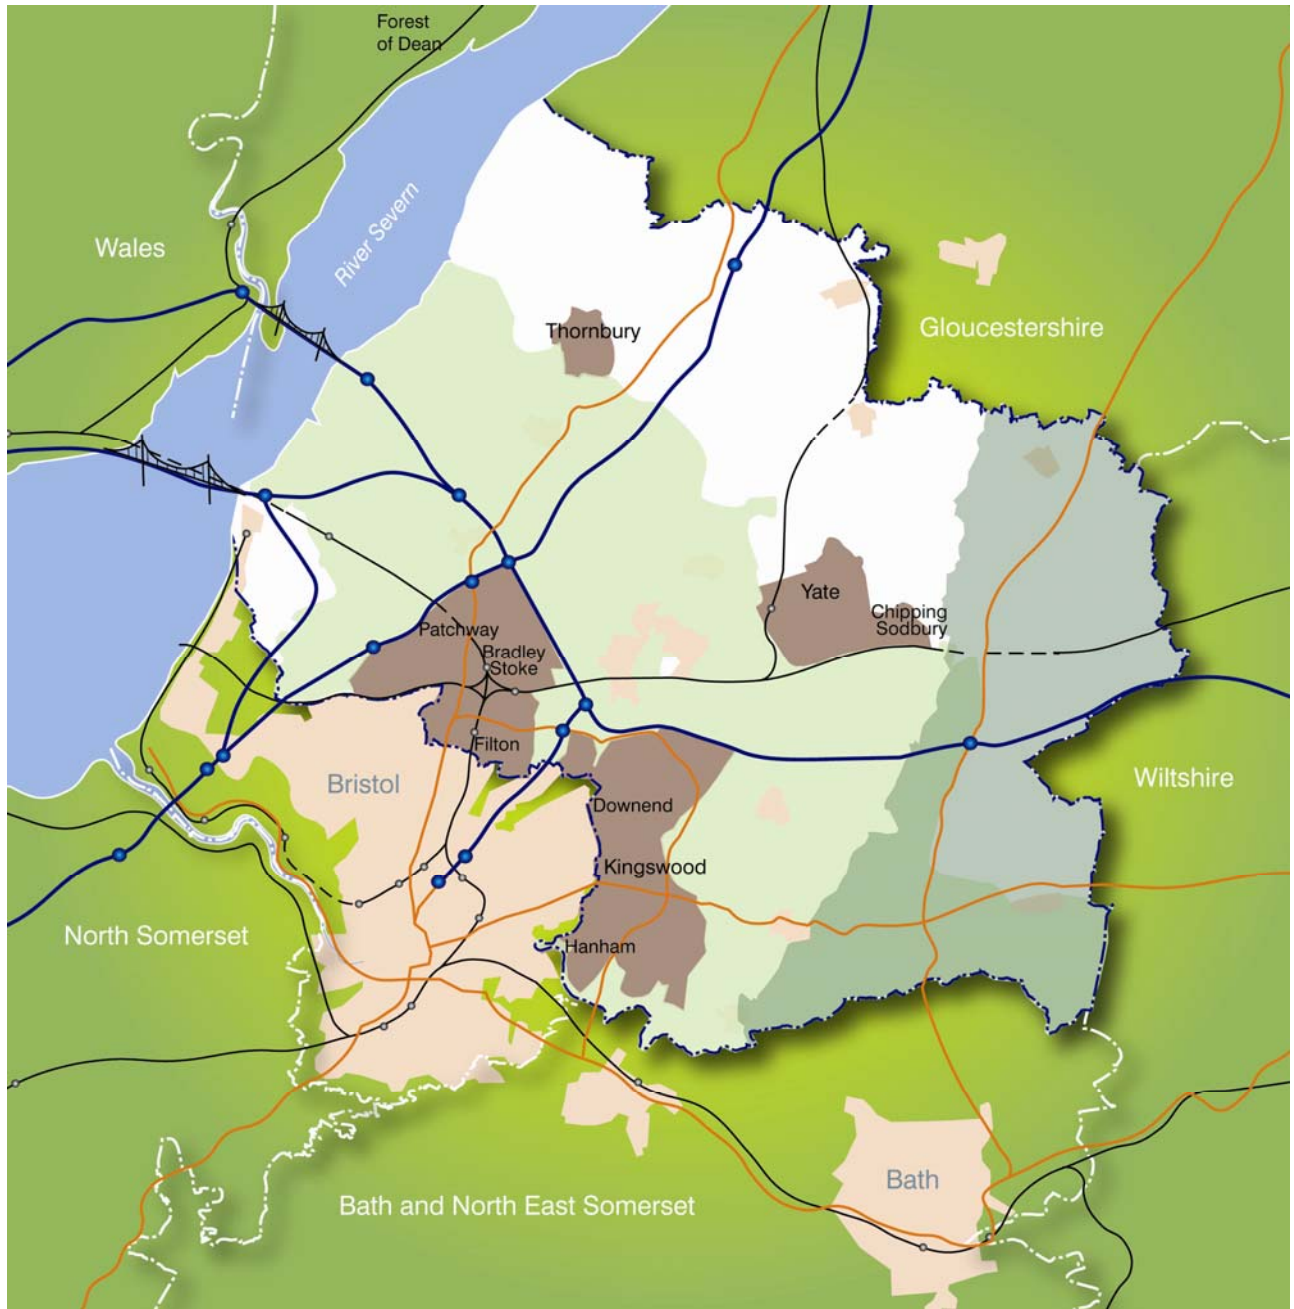 Forest
of Dean
River Severn
Wales
Gloucestershire
Thornbury
Yate
Chipping
Sodbury
Patchway
Bradley
Stoke
Filton
Bristol
Wiltshire
Downend
Kingswood
North Somerset
Hanham
Bath
Bath and North East Somerset